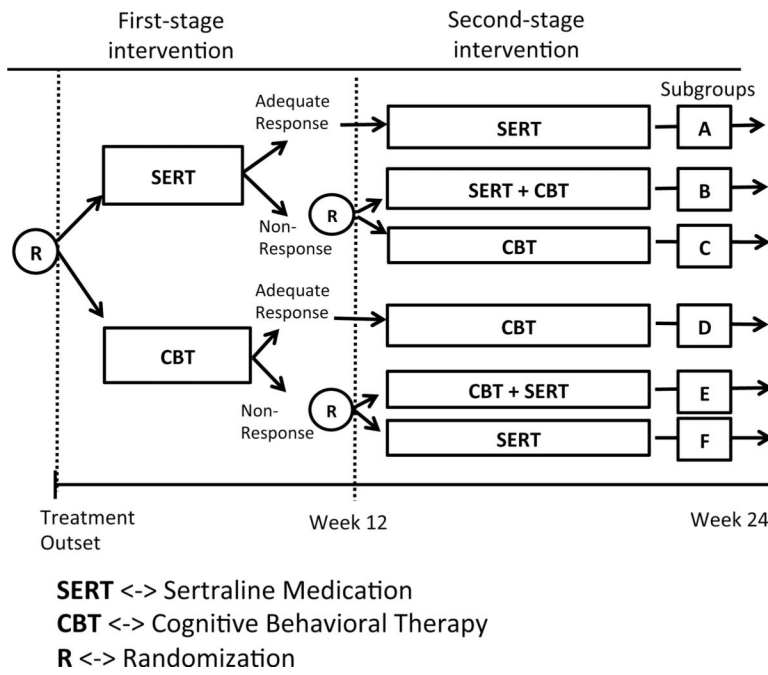 First-stage
intervention
Second-stage
intervention
Subgroups
Adequate
Response
SERT
A
SERT
SERT + CBT
B
Non-
Response
R
CBT
C
R
Adequate
Response
CBT
D
CBT
CBT + SERT
E
Non-
Response
R
SERT
F
Treatment
Outset
Week 12
Week 24
SERT <-> Sertraline Medication
CBT <-> Cognitive Behavioral Therapy
R <-> Randomization